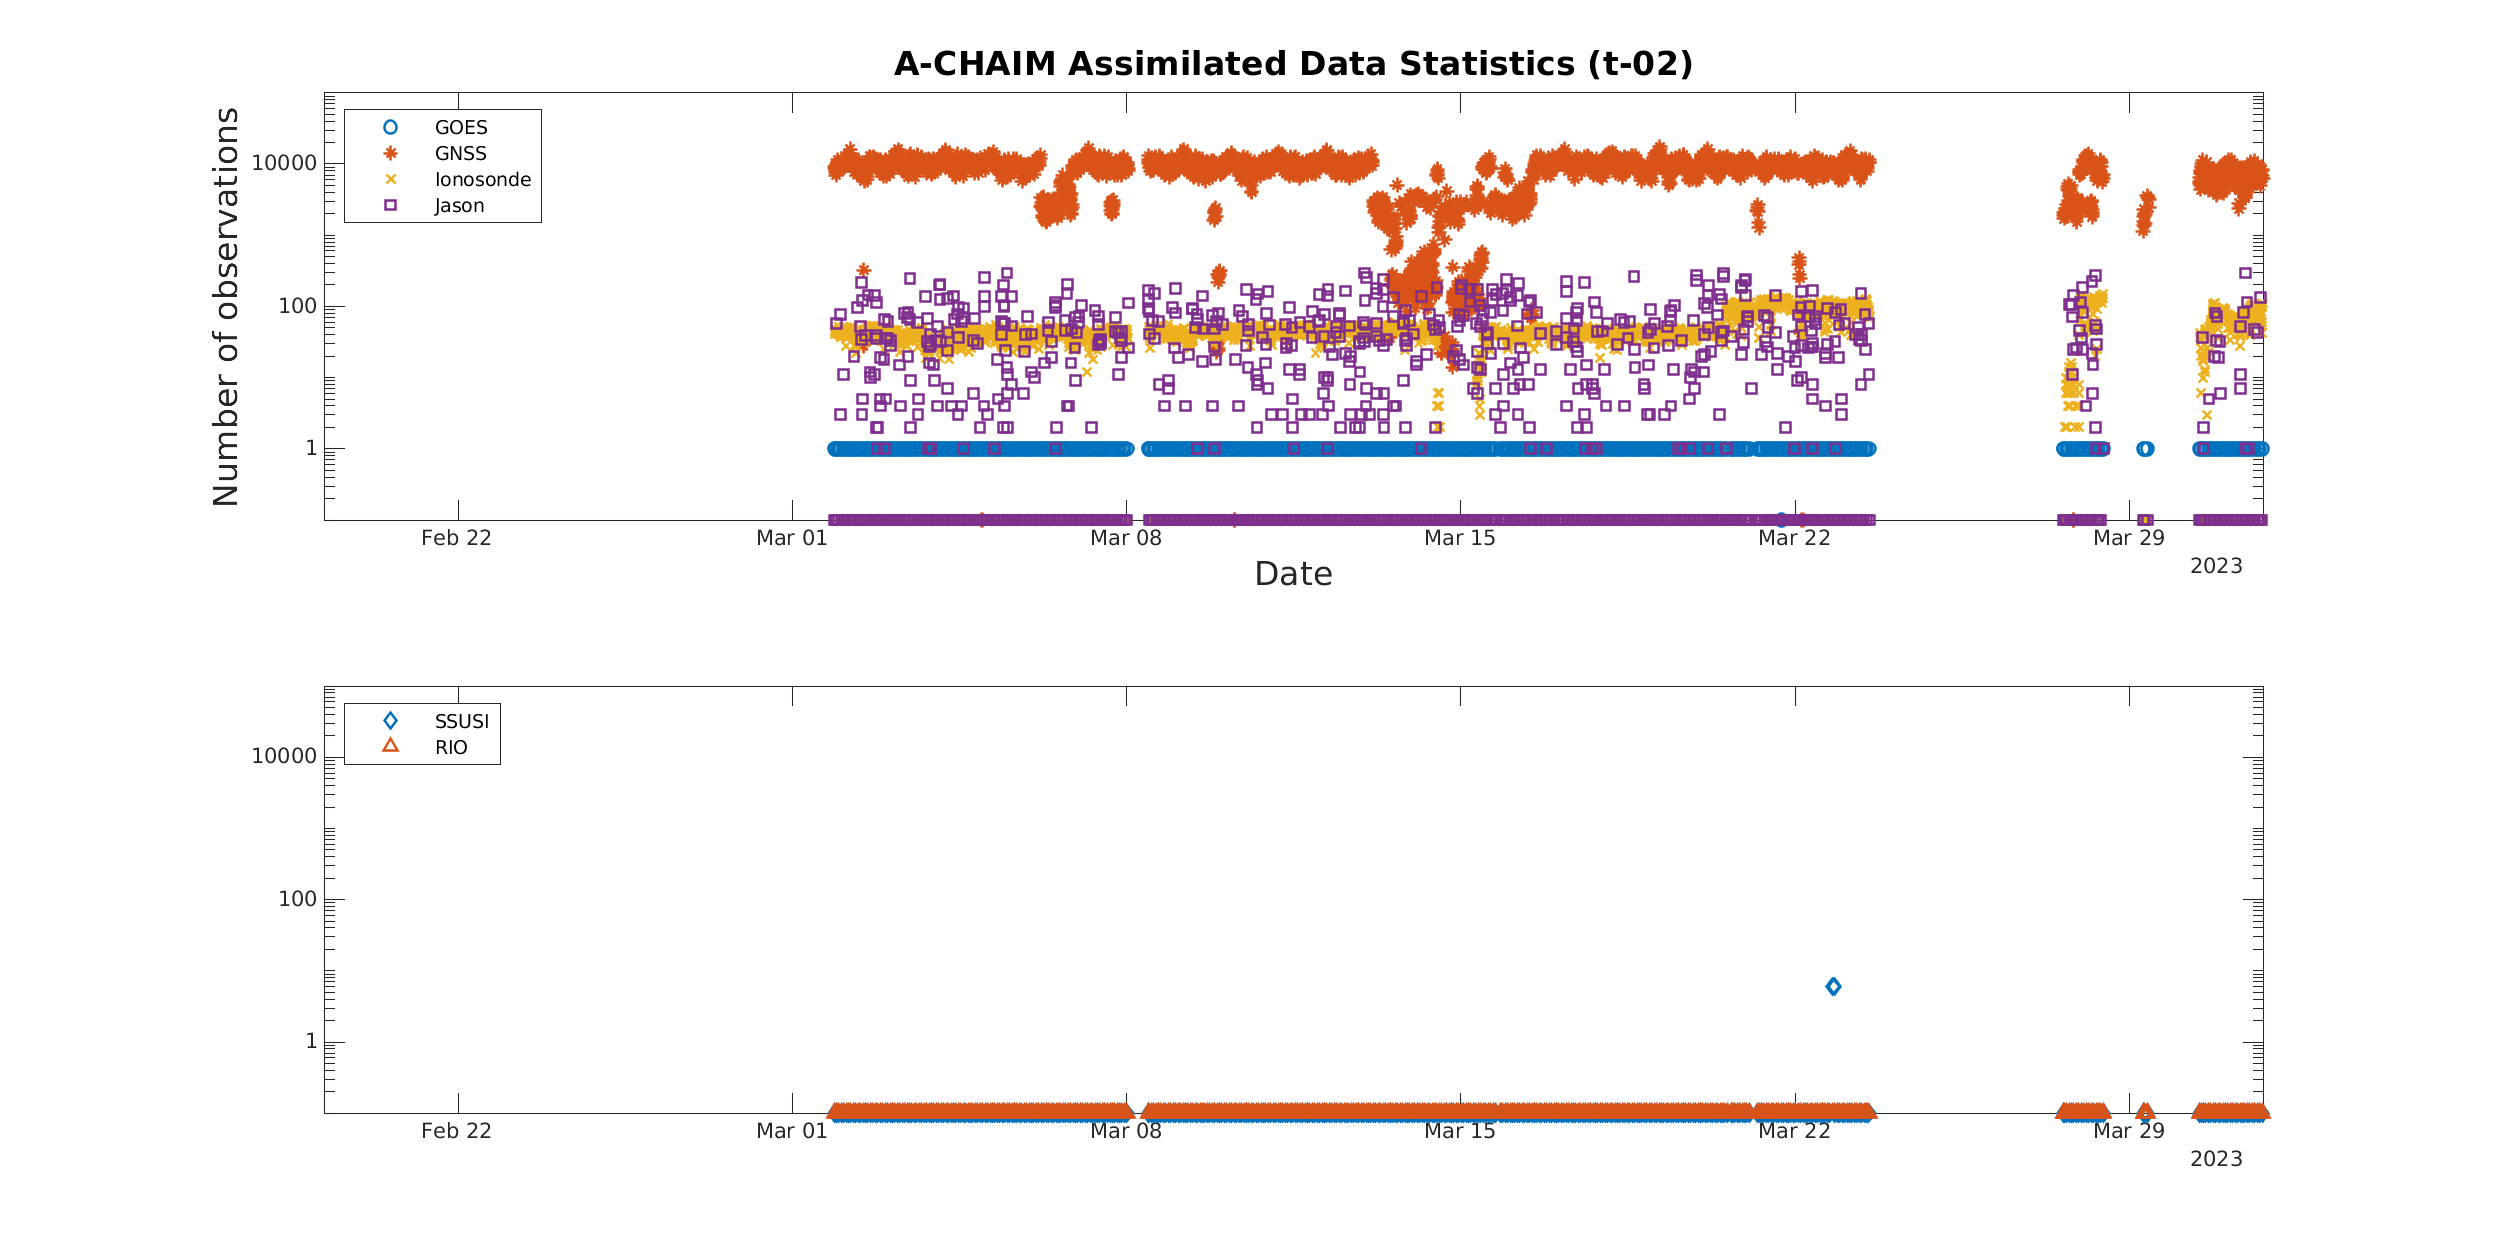 A-CHAIM Assimilated Data Statistics (t-02)
Number of observations
10000
100
1
GOES
GNSS
Ionosonde
Jason
Feb 22
Mar 01
Mar 08
Mar 15
Mar 22
Mar 29
2023
Date
10000
100
1
SSUSI
RIO
Feb 22
Mar 01
Mar 08
Mar 15
Mar 22
Mar 29
2023